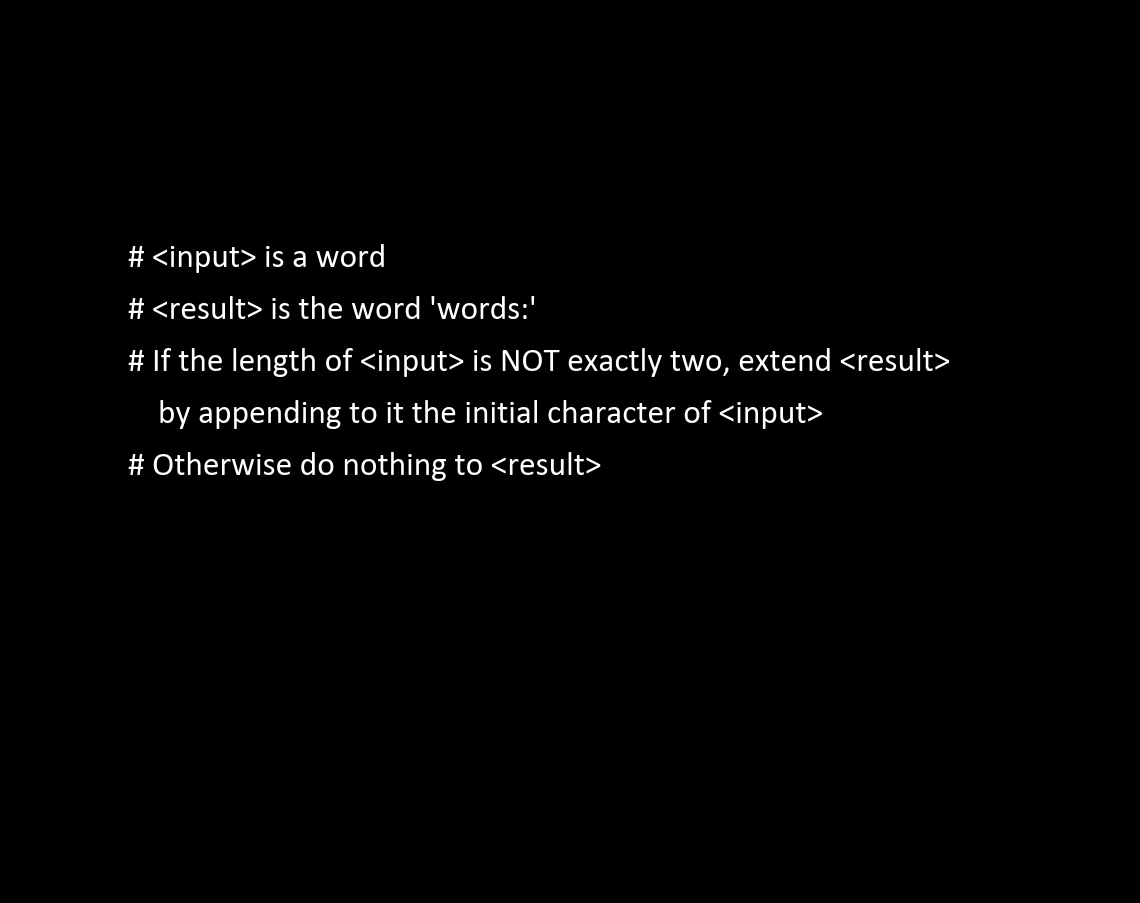 # <input> is a word
# <result> is the word 'words:'
# If the length of <input> is NOT exactly two, extend <result>
by appending to it the initial character of <input>
# Otherwise do nothing to <result>